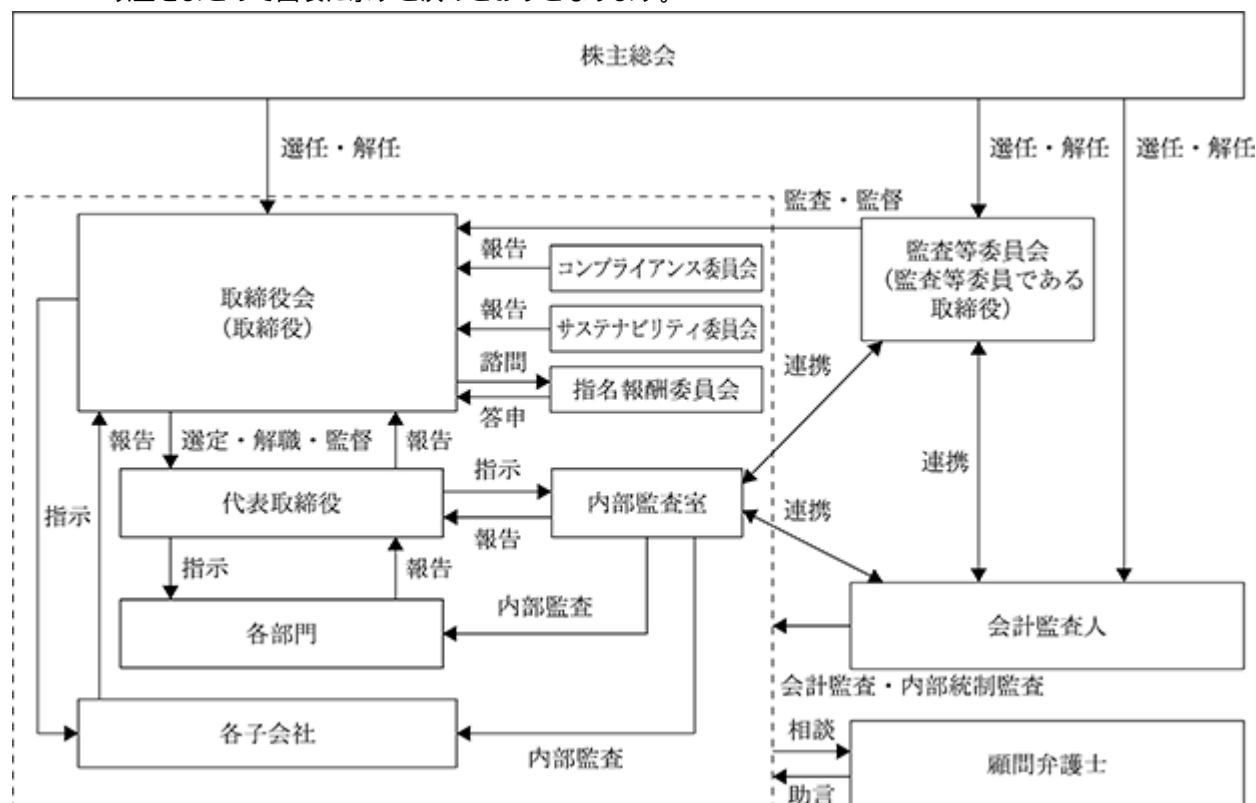 株主総会
選任・解任
選任・解任
選任・解任
監査・監督
取締役会
(取締役)
報告
コンプライアンス委員会
報告
サステナビリティ委員会
諮問
指名報酬委員会
答申
監査等委員会
(監査等委員である
取締役)
連携
連携
連携
報告
選定・解職・監督
報告
指示
代表取締役
指示
内部監査室
報告
指示
報告
各部門
内部監査
会計監査人
会計監査・内部統制監査
各子会社
内部監査
相談
顧問弁護士
助言